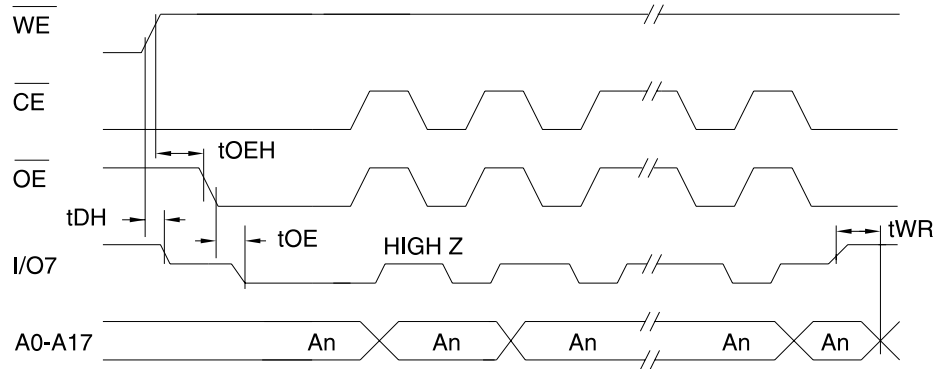 WE
CE
tOEH
OE
tDH
tOE
tWR
HIGH Z
I/O7
A0-A17 An An An An An